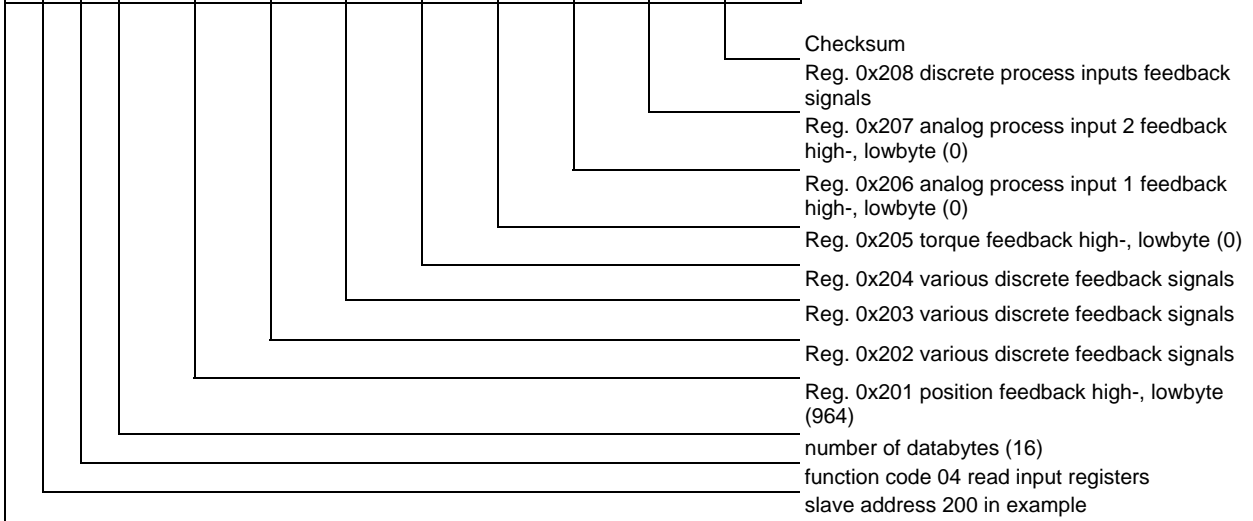 Checksum
Reg. 0x208 discrete process inputs feedback
signals
Reg. 0x207 analog process input 2 feedback
high-, lowbyte (0)
Reg. 0x206 analog process input 1 feedback
high-, lowbyte (0)
Reg. 0x205 torque feedback high-, lowbyte (0)
Reg. 0x204 various discrete feedback signals
Reg. 0x203 various discrete feedback signals
Reg. 0x202 various discrete feedback signals
Reg. 0x201 position feedback high-, lowbyte
(964)
number of databytes (16)
function code 04 read input registers
slave address 200 in example